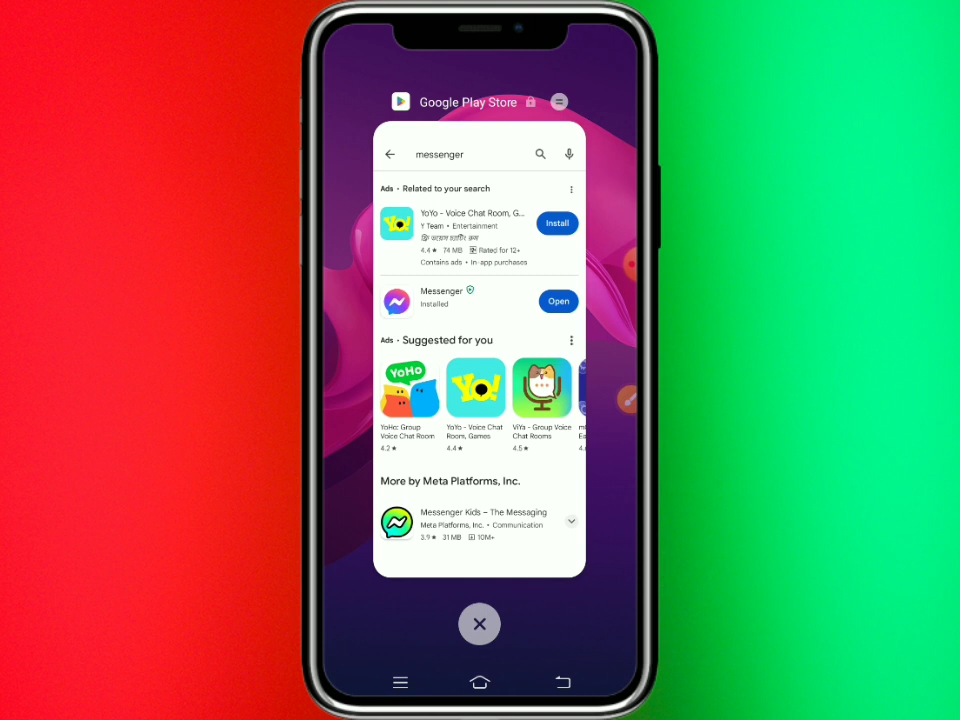 Google Play Store
messenger
Ads • Related to your search
YoYo - Voice Chat Room, G...
Y Team • Entertainment
ফ্রি ভয়েস চ্যাটিং রুম
4.4★ 74 MB Rated for 12+
Contains ads • In-app purchases
Install
Messenger
Installed
Open
Ads • Suggested for you
YoHo
YoHo: Group
Voice Chat Room
4.2★
Yo!
YoYo - Voice Chat
Room, Games
4.4★
ViYa - Group Voice
Chat Rooms
4.5★
More by Meta Platforms, Inc.
Messenger Kids – The Messaging
Meta Platforms, Inc. • Communication
3.9★ 31 MB 10M+